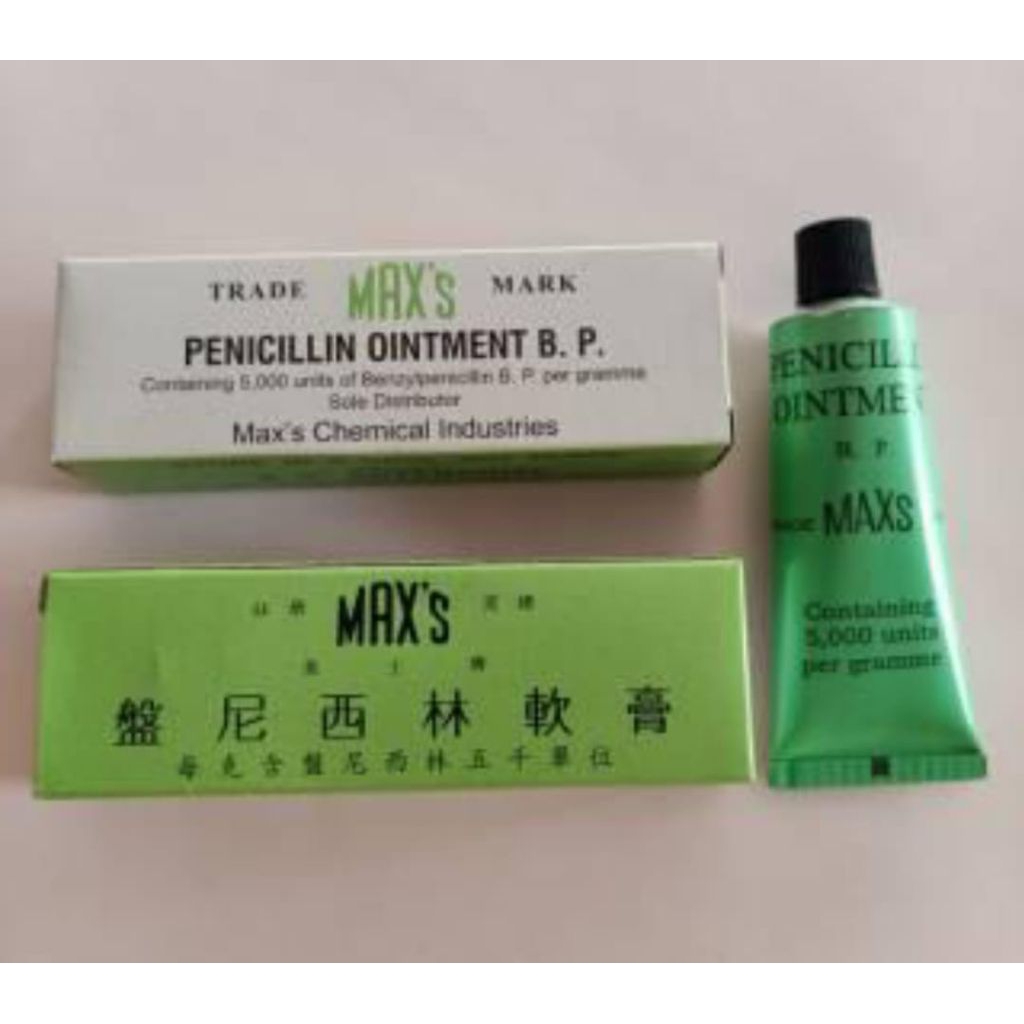 TRADE MAX'S MARK
PENICILLIN OINTMENT B. P.
Containing 5,000 units of Benzylpenicillin B. P. per gramme
Sole Distributor
Max's Chemical Industries
MAX'S
盤尼西林軟膏
每克含盤尼西林五千單位
PENICILL
OINTMEN
B. P.
MAXS
Containing
5,000 units
per gramme